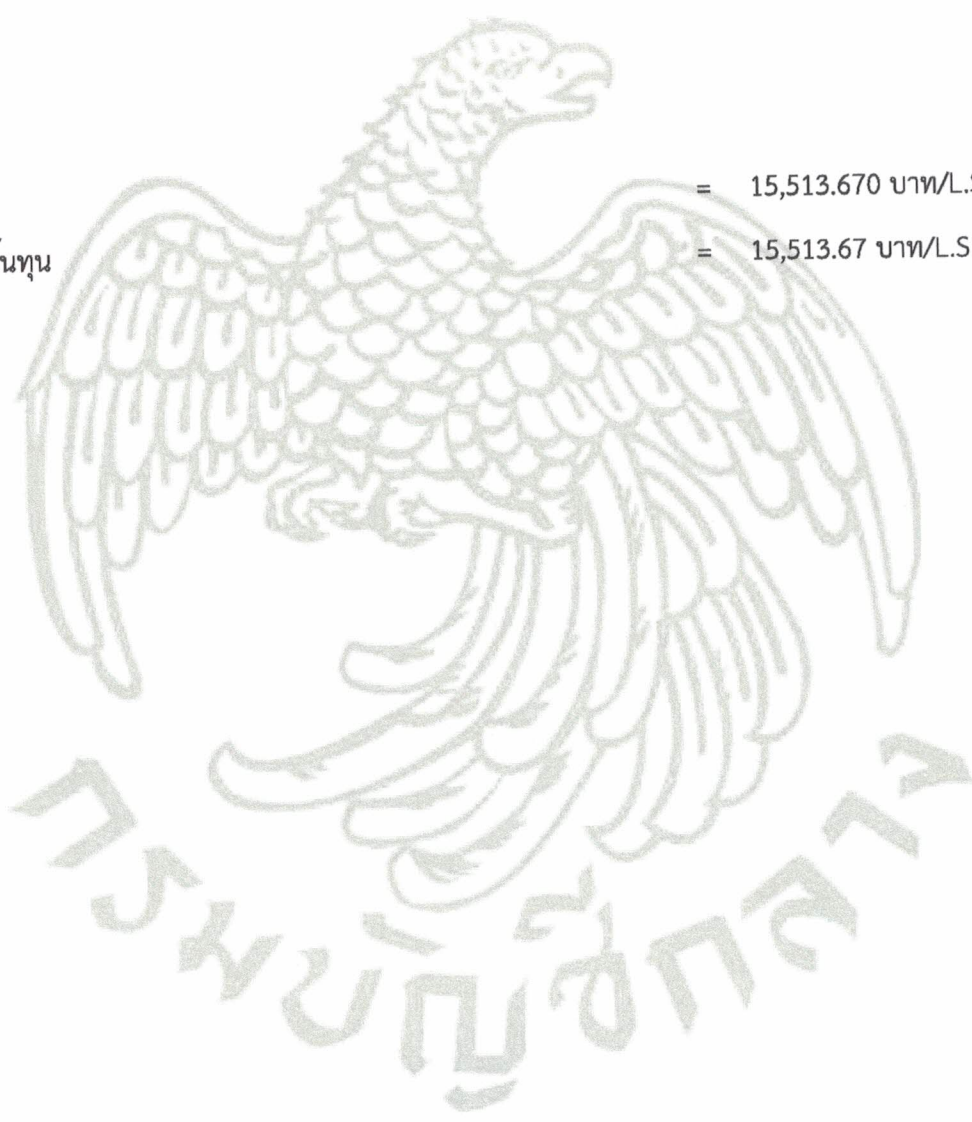 = 15,513.670 บาท/L.
นทุน = 15,513.67 บาท/L.S
กรมบัญชีกลาง